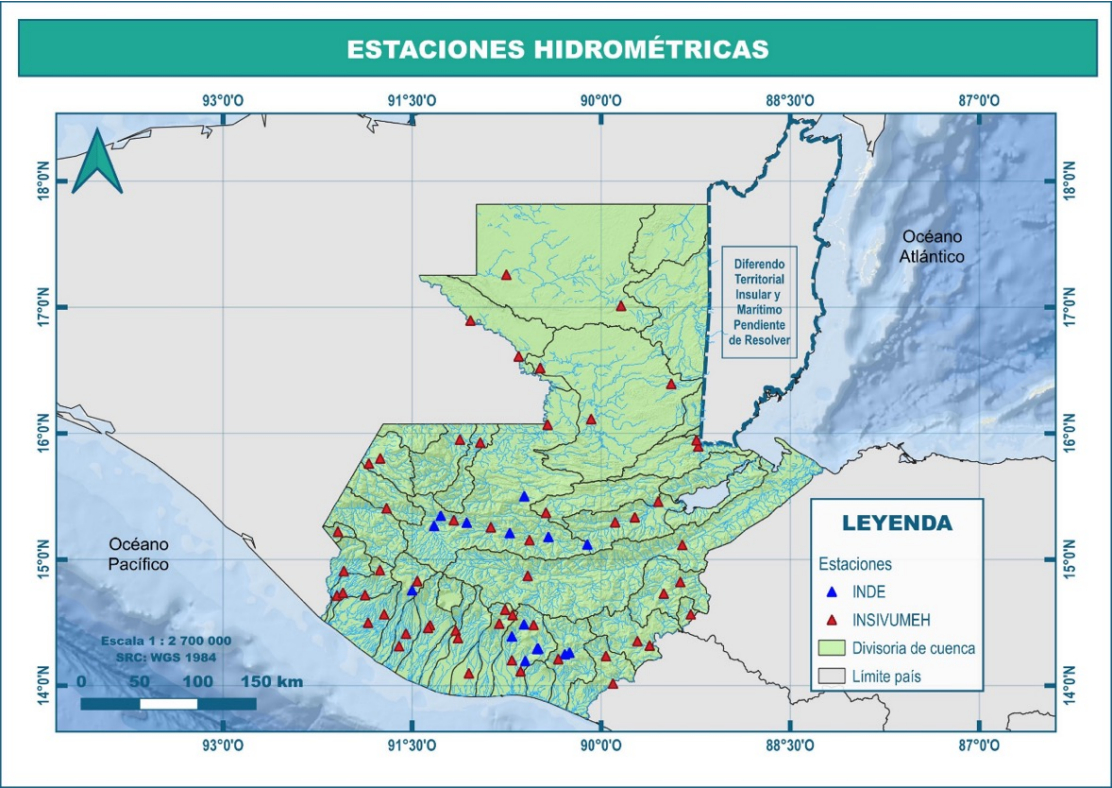 ESTACIONES HIDROMÉTRICAS
93°0'O
91°30'O
90°0'O
88°30'O
87°0'O
18°0'N
18°0'N
17°0'N
17°0'N
16°0'N
16°0'N
15°0'N
15°0'N
14°0'N
14°0'N
Océano
Atlántico
Diferendo
Territorial
Insular y
Marítimo
Pendiente
de Resolver
Océano
Pacífico
LEYENDA
Estaciones
INDE
INSIVUMEH
Divisoria de cuenca
Límite país
Escala 1 : 2 700 000
SRC: WGS 1984
0 50 100 150 km
93°0'O
91°30'O
90°0'O
88°30'O
87°0'O